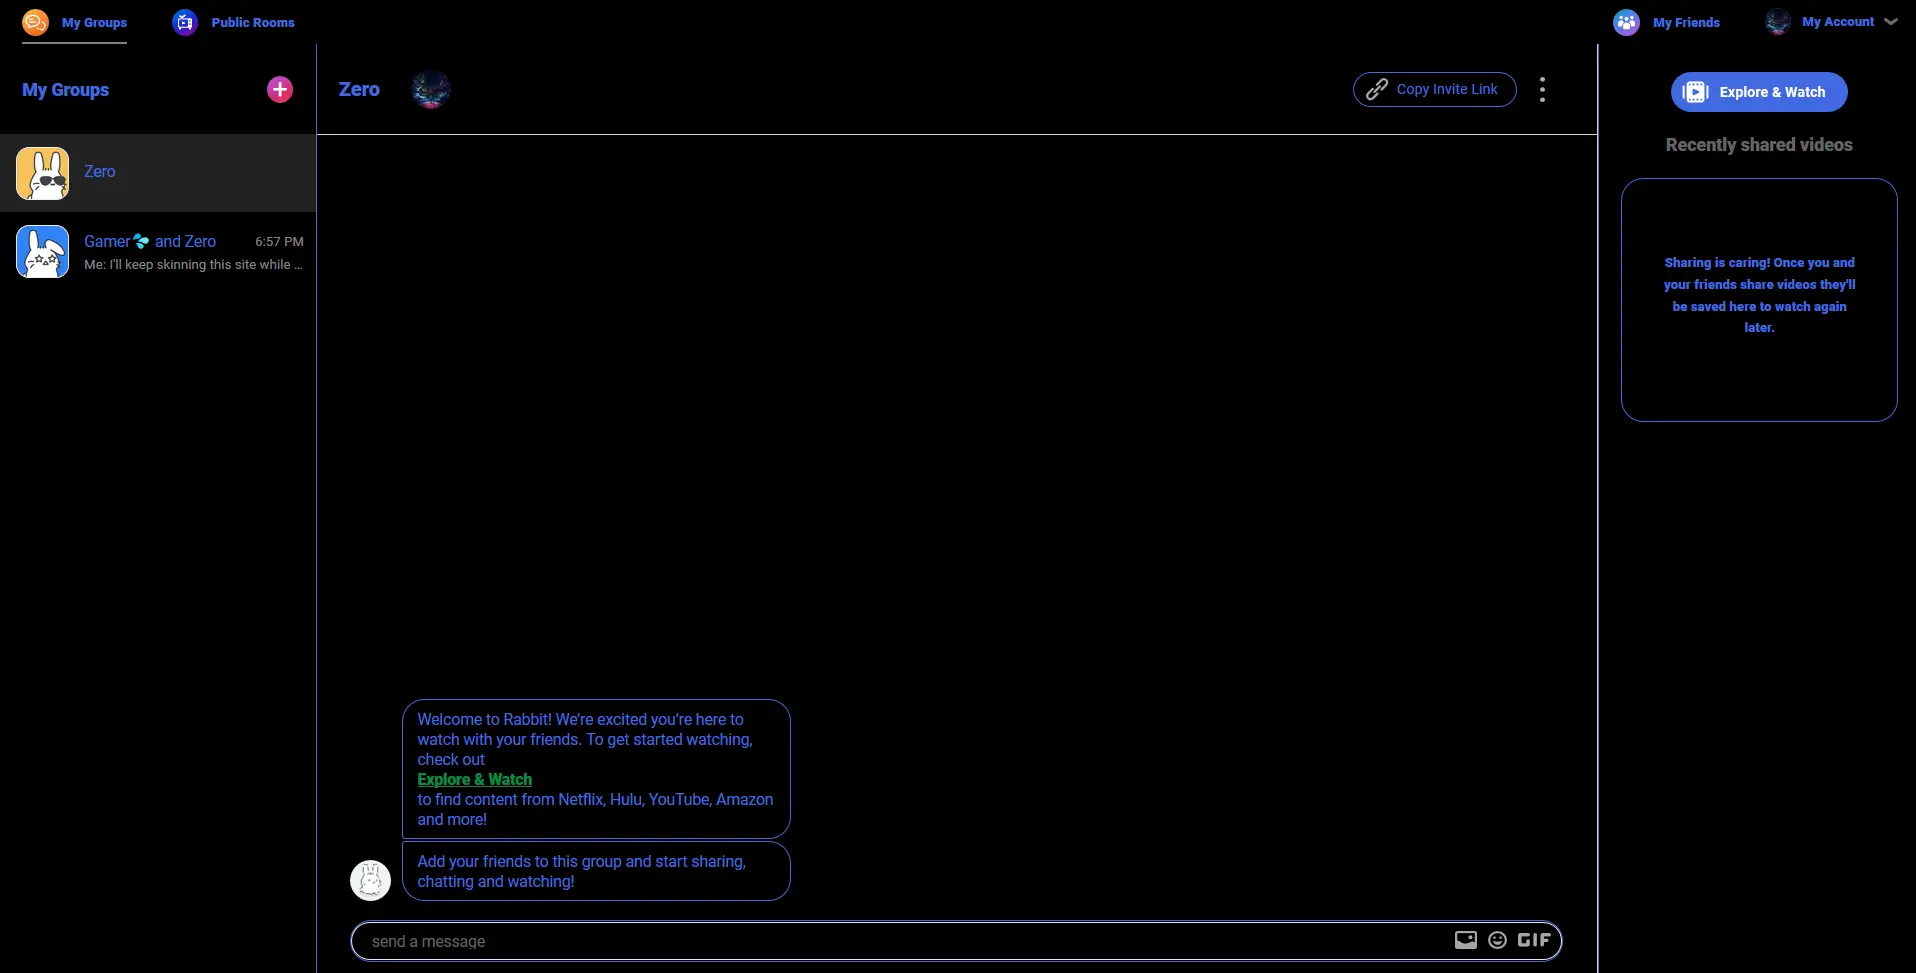 My Groups
Public Rooms
My Friends
My Account
My Groups
Zero
Copy Invite Link
Explore & Watch
Recently shared videos
Zero
Gamer💦 and Zero
6:57 PM
Me: I'll keep skinning this site while ...
Sharing is caring! Once you and
your friends share videos they'll
be saved here to watch again
later.
Welcome to Rabbit! We're excited you're here to
watch with your friends. To get started watching,
check out
Explore & Watch
to find content from Netflix, Hulu, YouTube, Amazon
and more!
Add your friends to this group and start sharing,
chatting and watching!
send a message
GIF